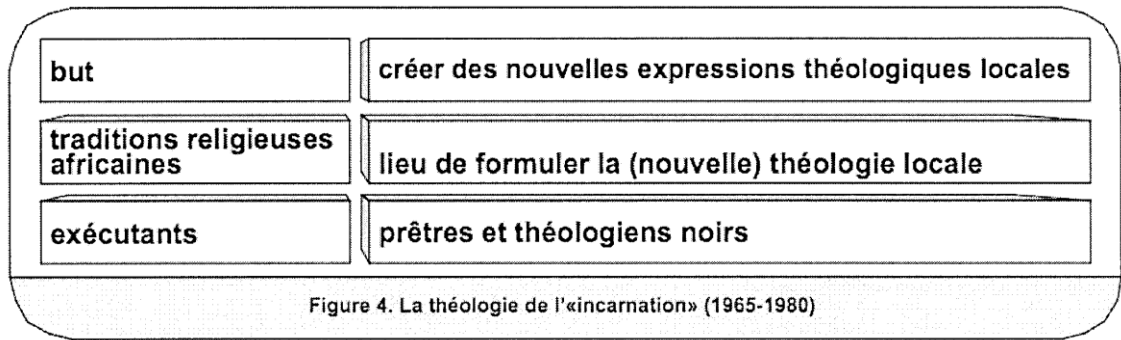 but
créer des nouvelles expressions théologiques locales
traditions religieuses
africaines
lieu de formuler la (nouvelle) théologie locale
exécutants
prêtres et théologiens noirs
Figure 4. La théologie de l'«incarnation» (1965-1980)